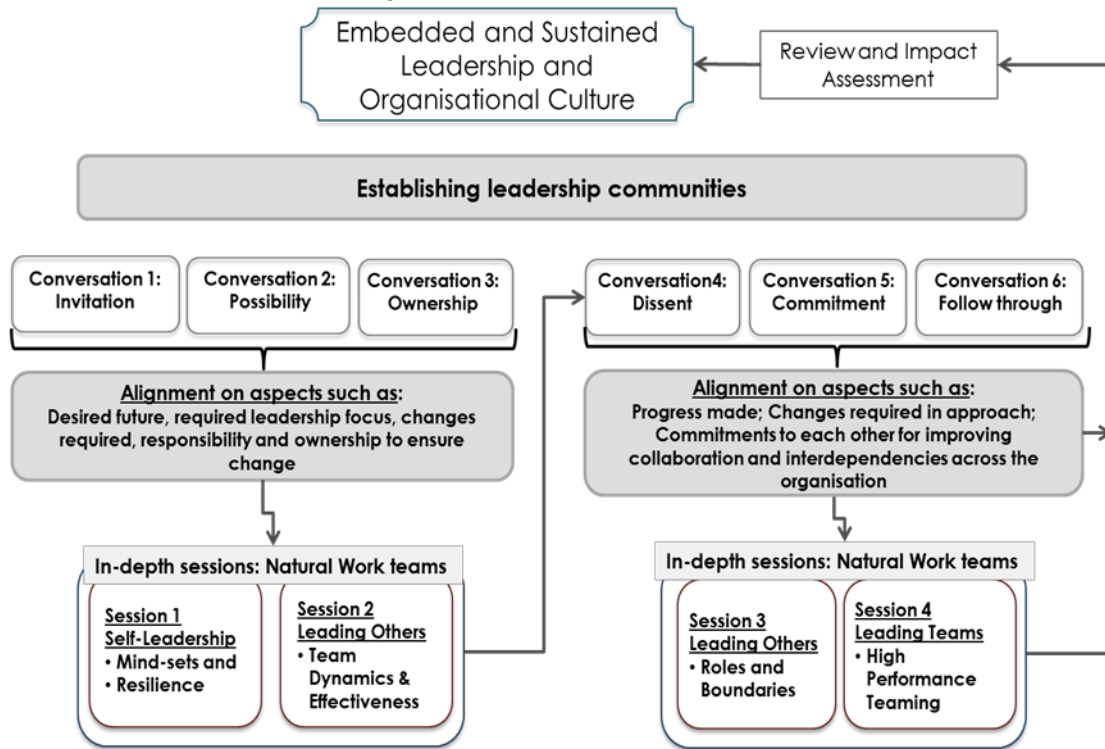 Embedded and Sustained
Leadership and
Organisational Culture
Review and Impact
Assessment
Establishing leadership communities
Conversation 1:
Invitation
Conversation 2:
Possibility
Conversation 3:
Ownership
Conversation4:
Dissent
Conversation 5:
Commitment
Conversation 6:
Follow through
Alignment on aspects such as:
Desired future, required leadership focus, changes
required, responsibility and ownership to ensure
change
Alignment on aspects such as:
Progress made; Changes required in approach;
Commitments to each other for improving
collaboration and interdependencies across the
organisation
In-depth sessions: Natural Work teams
Session 1
Self-Leadership
• Mind-sets and
• Resilience
Session 2
Leading Others
• Team
Dynamics &
Effectiveness
In-depth sessions: Natural Work teams
Session 3
Leading Others
• Roles and
Boundaries
Session 4
Leading Teams
• High
Performance
Teaming